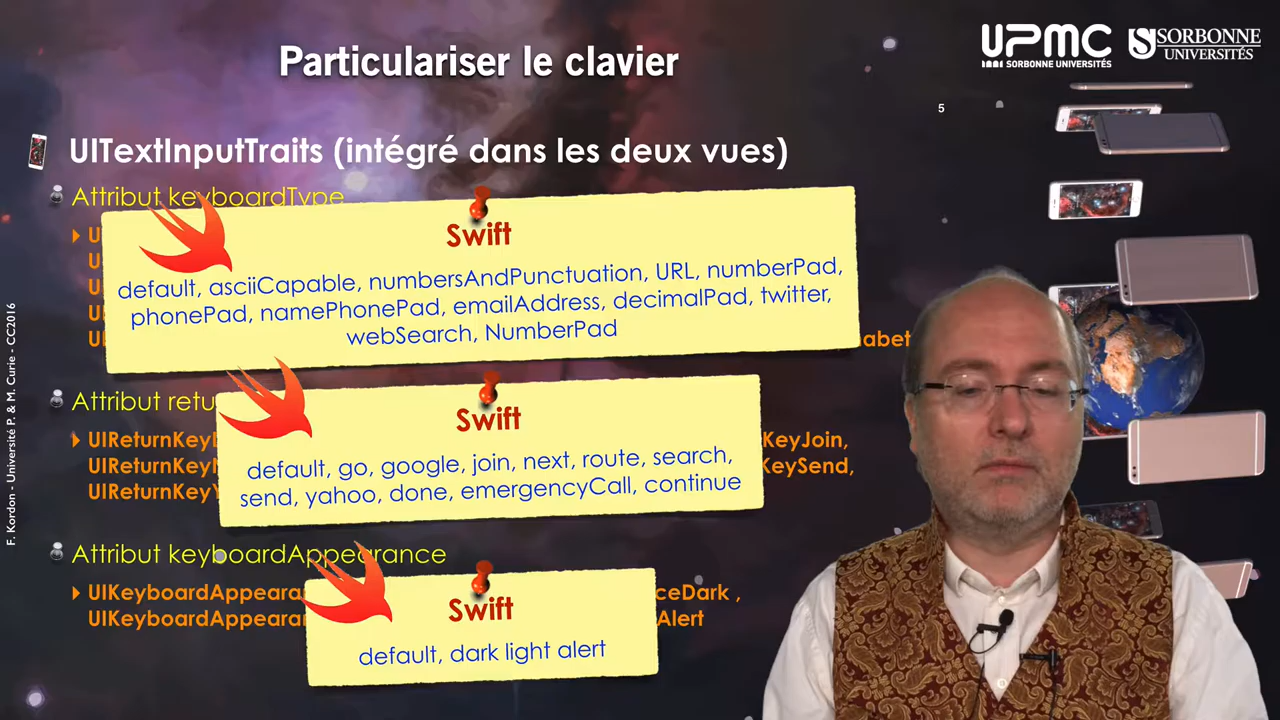 Particulariser le clavier
UPMC
SORBONNE UNIVERSITÉS
SORBONNE
UNIVERSITÉS
5
UITextInputTraits (intégré dans les deux vues)
Attribut keyboardType
Swift
default, asciiCapable, numbersAndPunctuation, URL, numberPad,
phonePad, namePhonePad, emailAddress, decimalPad, twitter,
webSearch, NumberPad
Attribut retu
UIReturnKey
KeyJoin,
Swift
default, go, google, join, next, route, search,
send, yahoo, done, emergencyCall, continue
UIReturnKey
KeySend,
UIReturnKeyY
Attribut keyboardAppearance
UIKeyboardAppeara
ceDark ,
UIKeyboardAppearan
Alert
Swift
default, dark light alert
F. Kordon - Université P. & M. Curie - CC2016